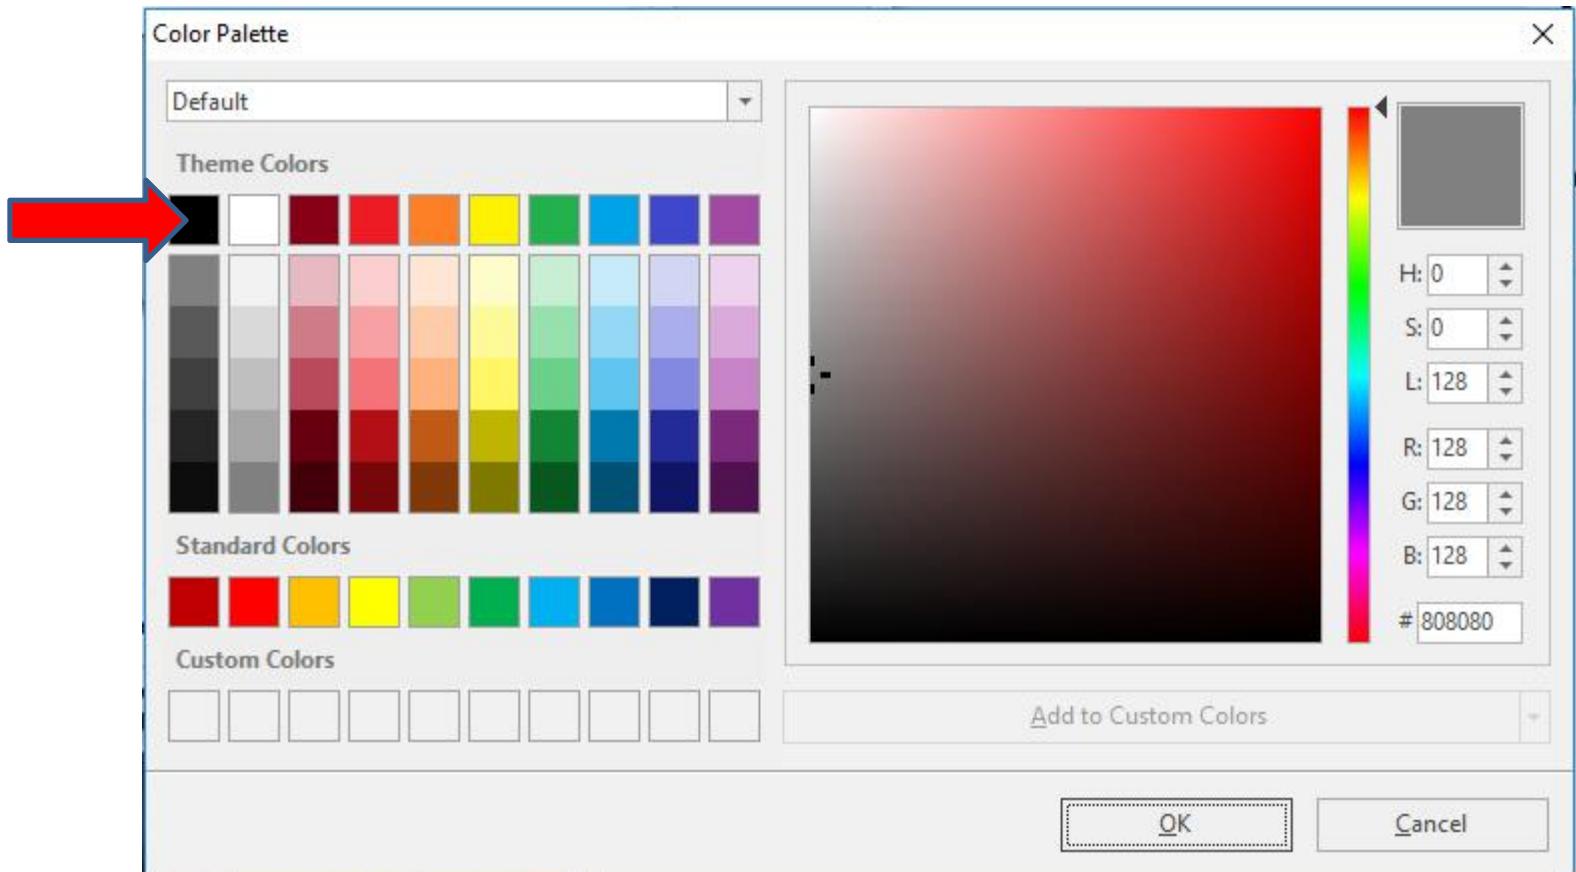 Color Palette
Default
Theme Colors
Standard Colors
Custom Colors
H: 0
S: 0
L: 128
R: 128
G: 128
B: 128
# 808080
Add to Custom Colors
OK
Cancel